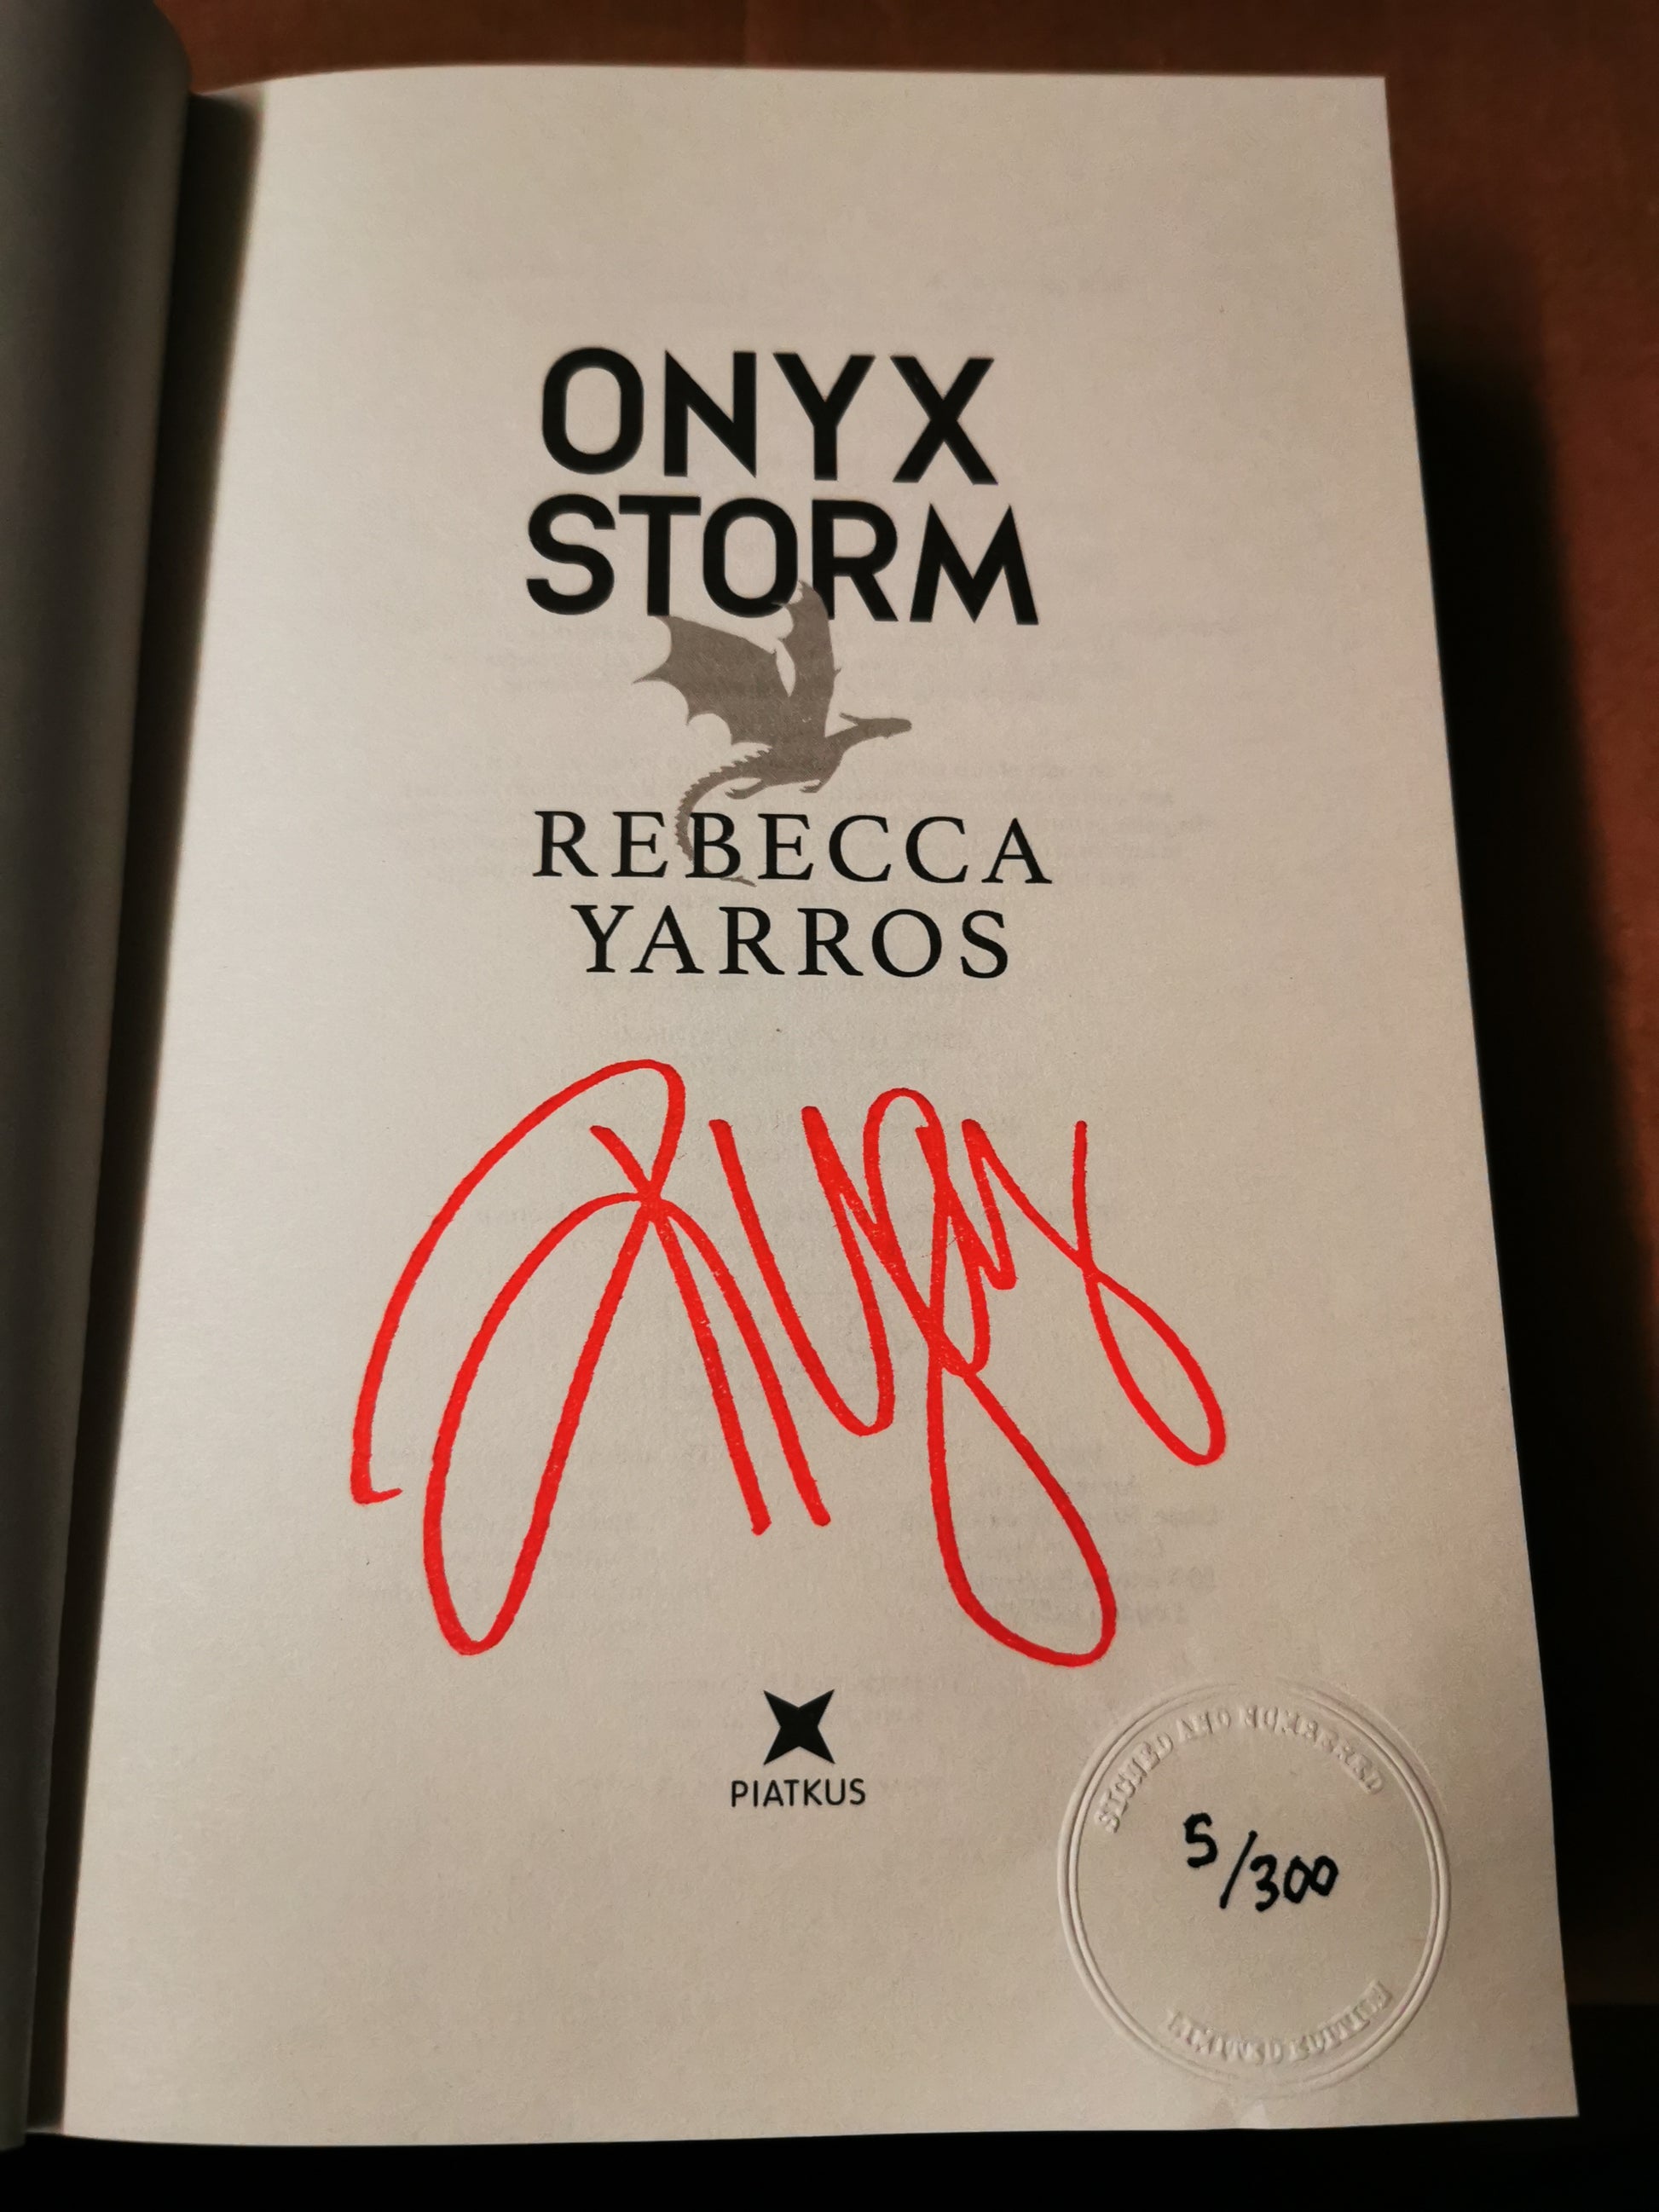 ONYX
STORM
REBECCA
YARROS
PIATKUS
SIGNED AND NUMBERED
5/300
LIMITED EDITION